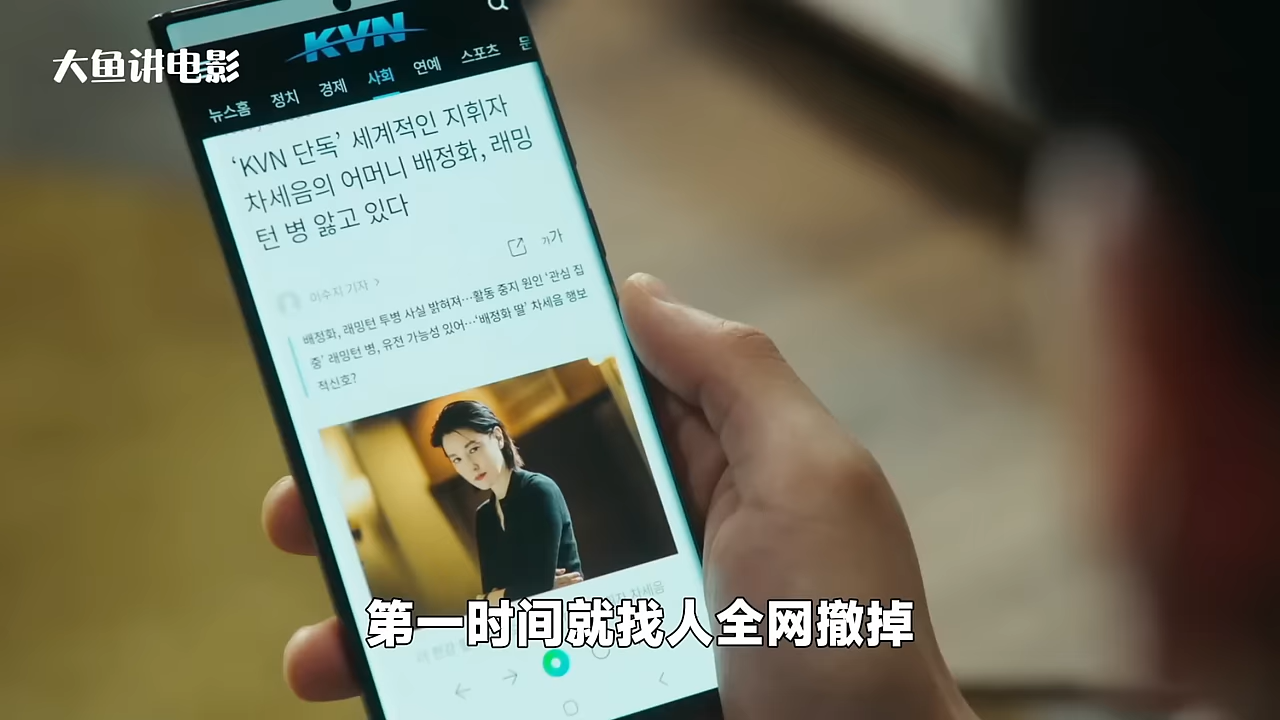 大鱼讲电影
KVN
뉴스홈 정치 경제 사회 연예 스포츠 문
‘KVN 단독’ 세계적인 지휘자
차세음의 어머니 배정화, 래밍
턴 병 앓고 있다
가가
이수지 기자 >
배정화, 래밍턴 투병 사실 밝혀져…활동 중지 원인 ‘관심 집
중’ 래밍턴 병, 유전 가능성 있어…‘배정화 딸’ 차세음 행보
적신호?
차세음
第一时间就找人全网撤掉